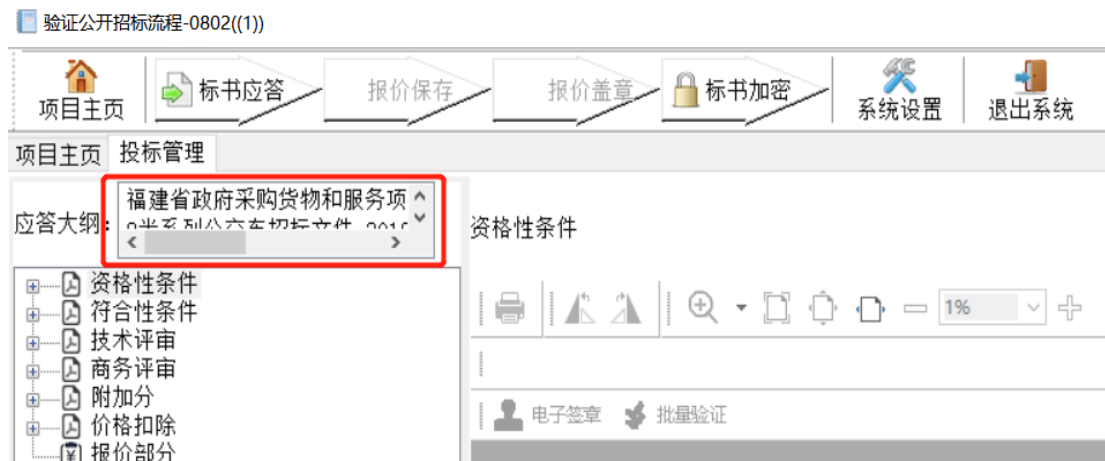 验证公开招标流程-0802((1))
项目主页 标书应答 报价保存 报价盖章 标书加密 系统设置 退出系统
项目主页 投标管理
应答大纲: 福建省政府采购货物和服务项
资格性条件
资格性条件
符合性条件
1%
技术评审
商务评审
附加分
电子签章 批量验证
价格扣除
报价部分